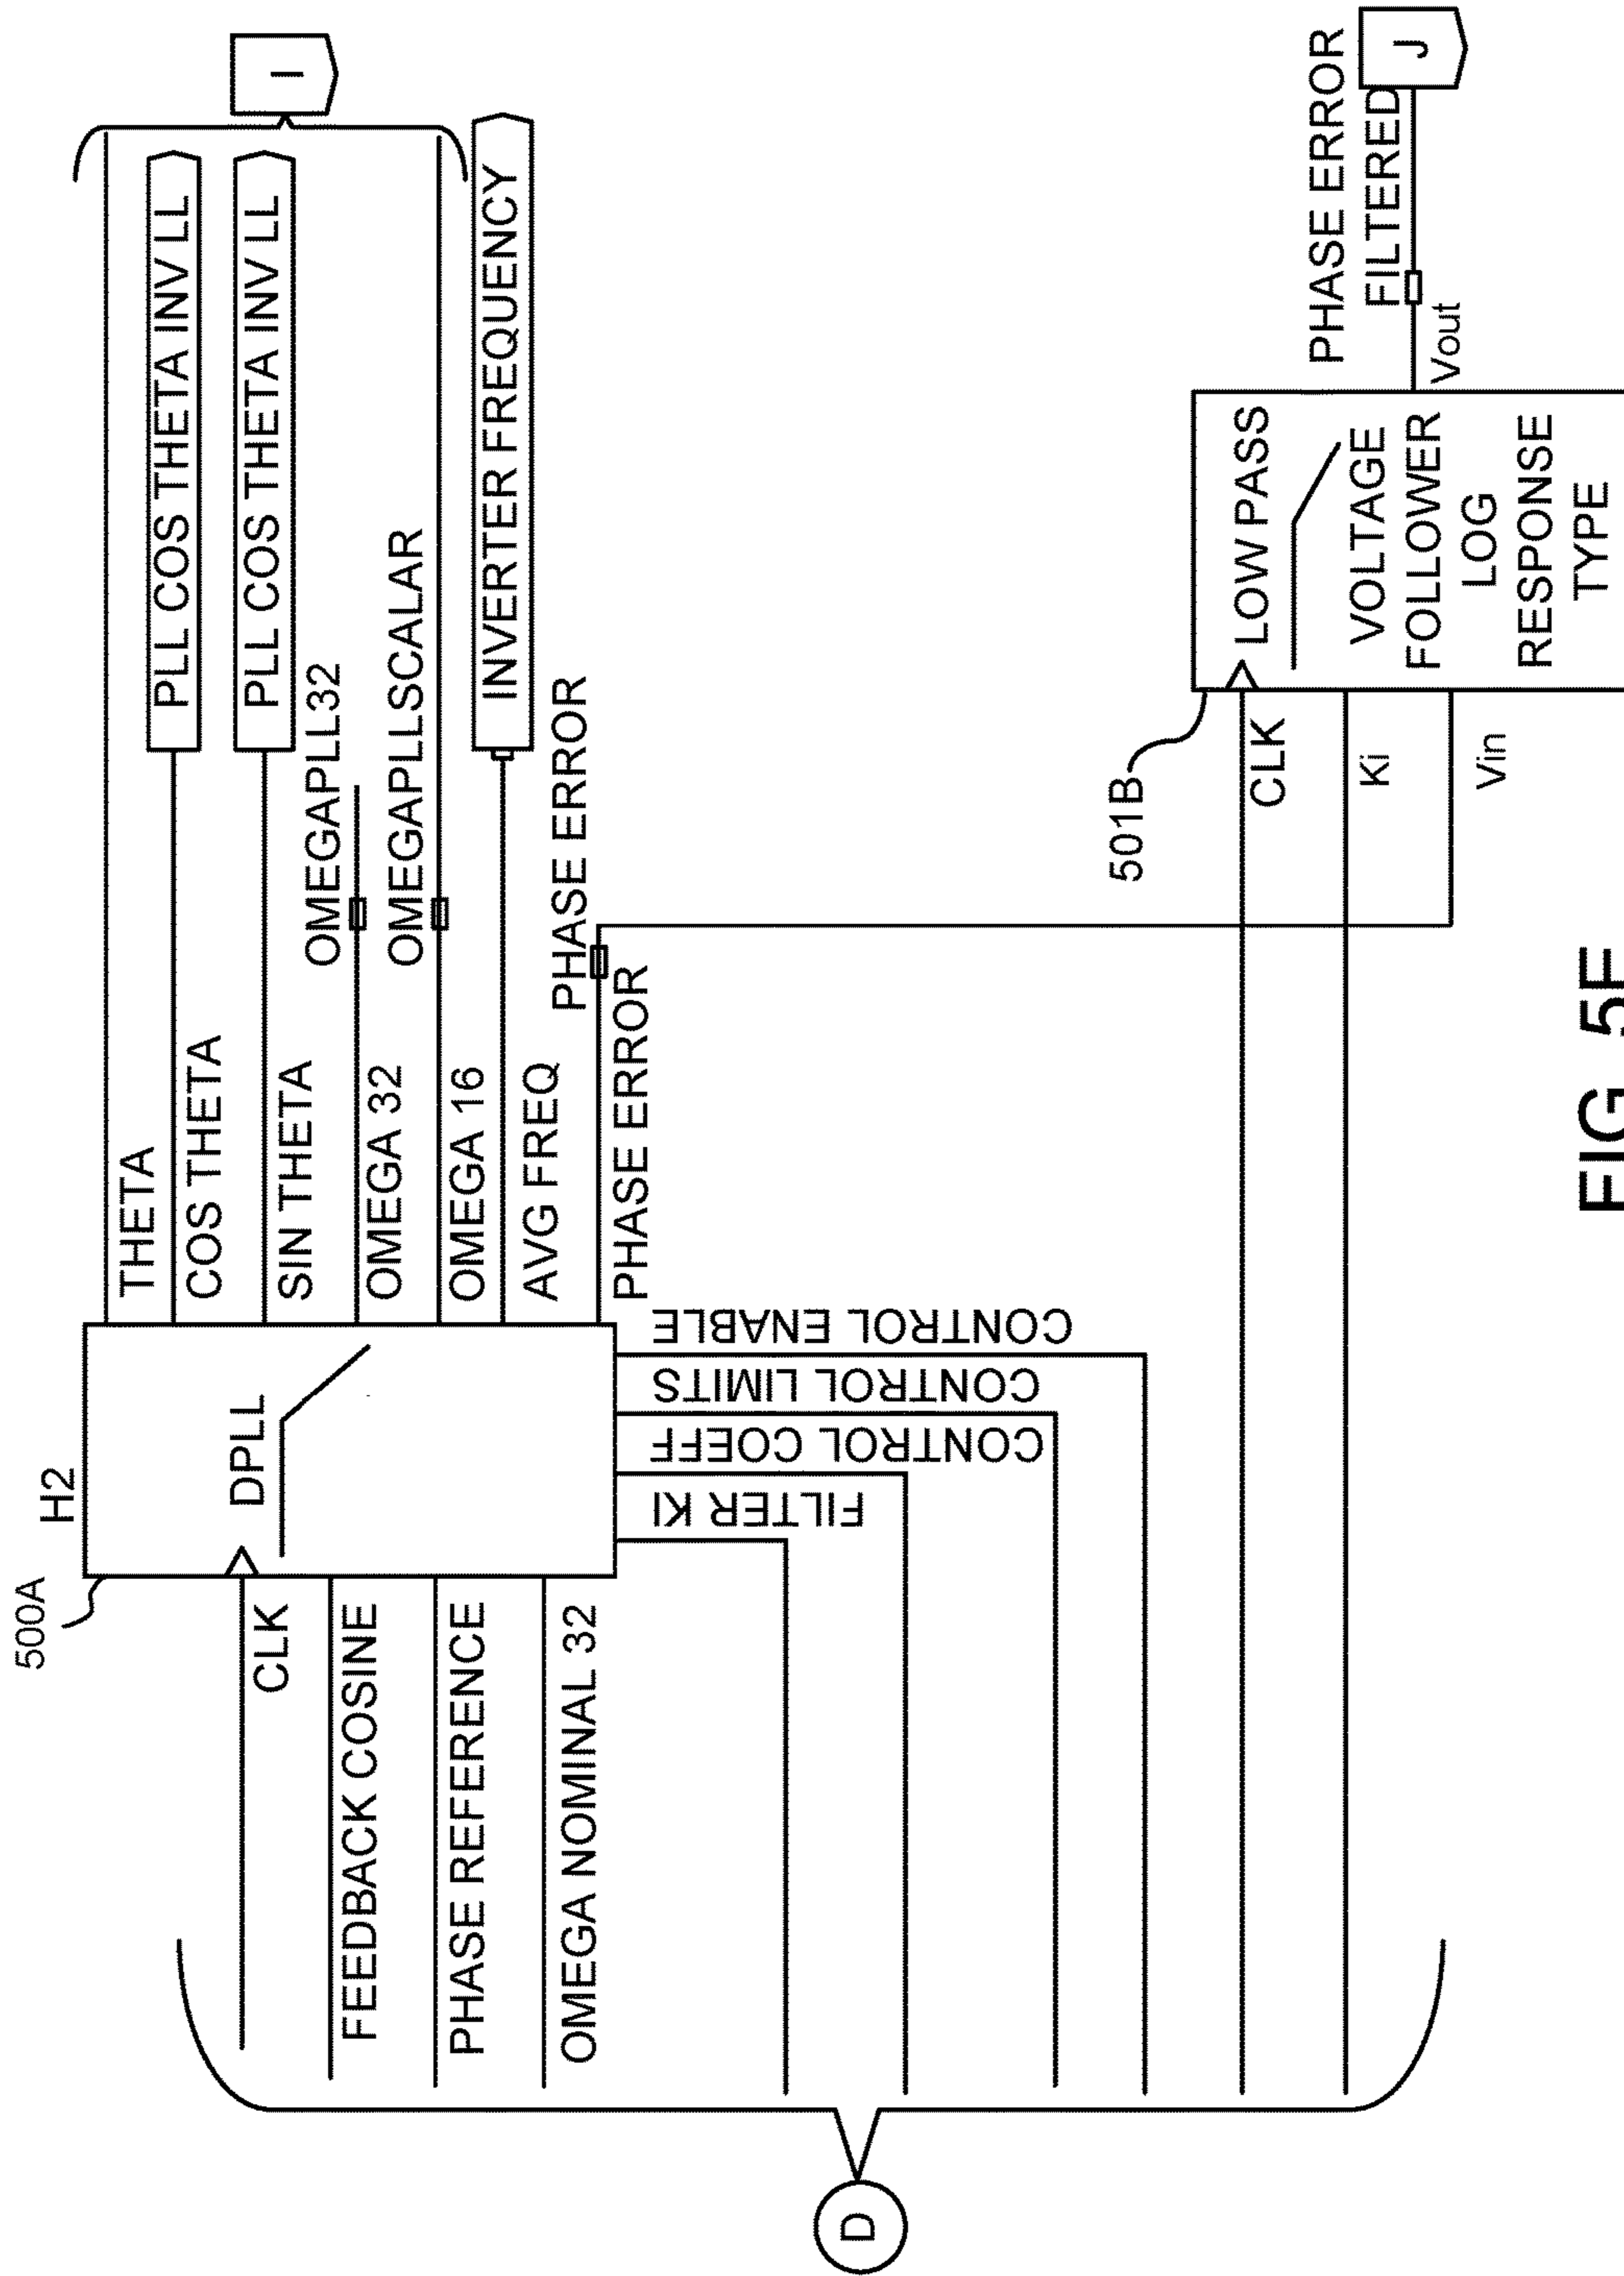 500A
H2
DPLL
CLK
FEEDBACK COSINE
PHASE REFERENCE
OMEGA NOMINAL 32
FILTER KI
CONTROL COEFF
CONTROL LIMITS
CONTROL ENABLE
THETA
COS THETA
SIN THETA
OMEGA 32
OMEGA 16
AVG FREQ
PHASE ERROR
PLL COS THETA INV LL
PLL COS THETA INV LL
OMEGAPLL32
OMEGAPLLSCALAR
INVERTER FREQUENCY
PHASE ERROR
I
D
501B
CLK
Ki
Vin
LOW PASS
VOLTAGE
FOLLOWER
LOG
RESPONSE
TYPE
Vout
PHASE ERROR
FILTERED
J
FIG. 5E